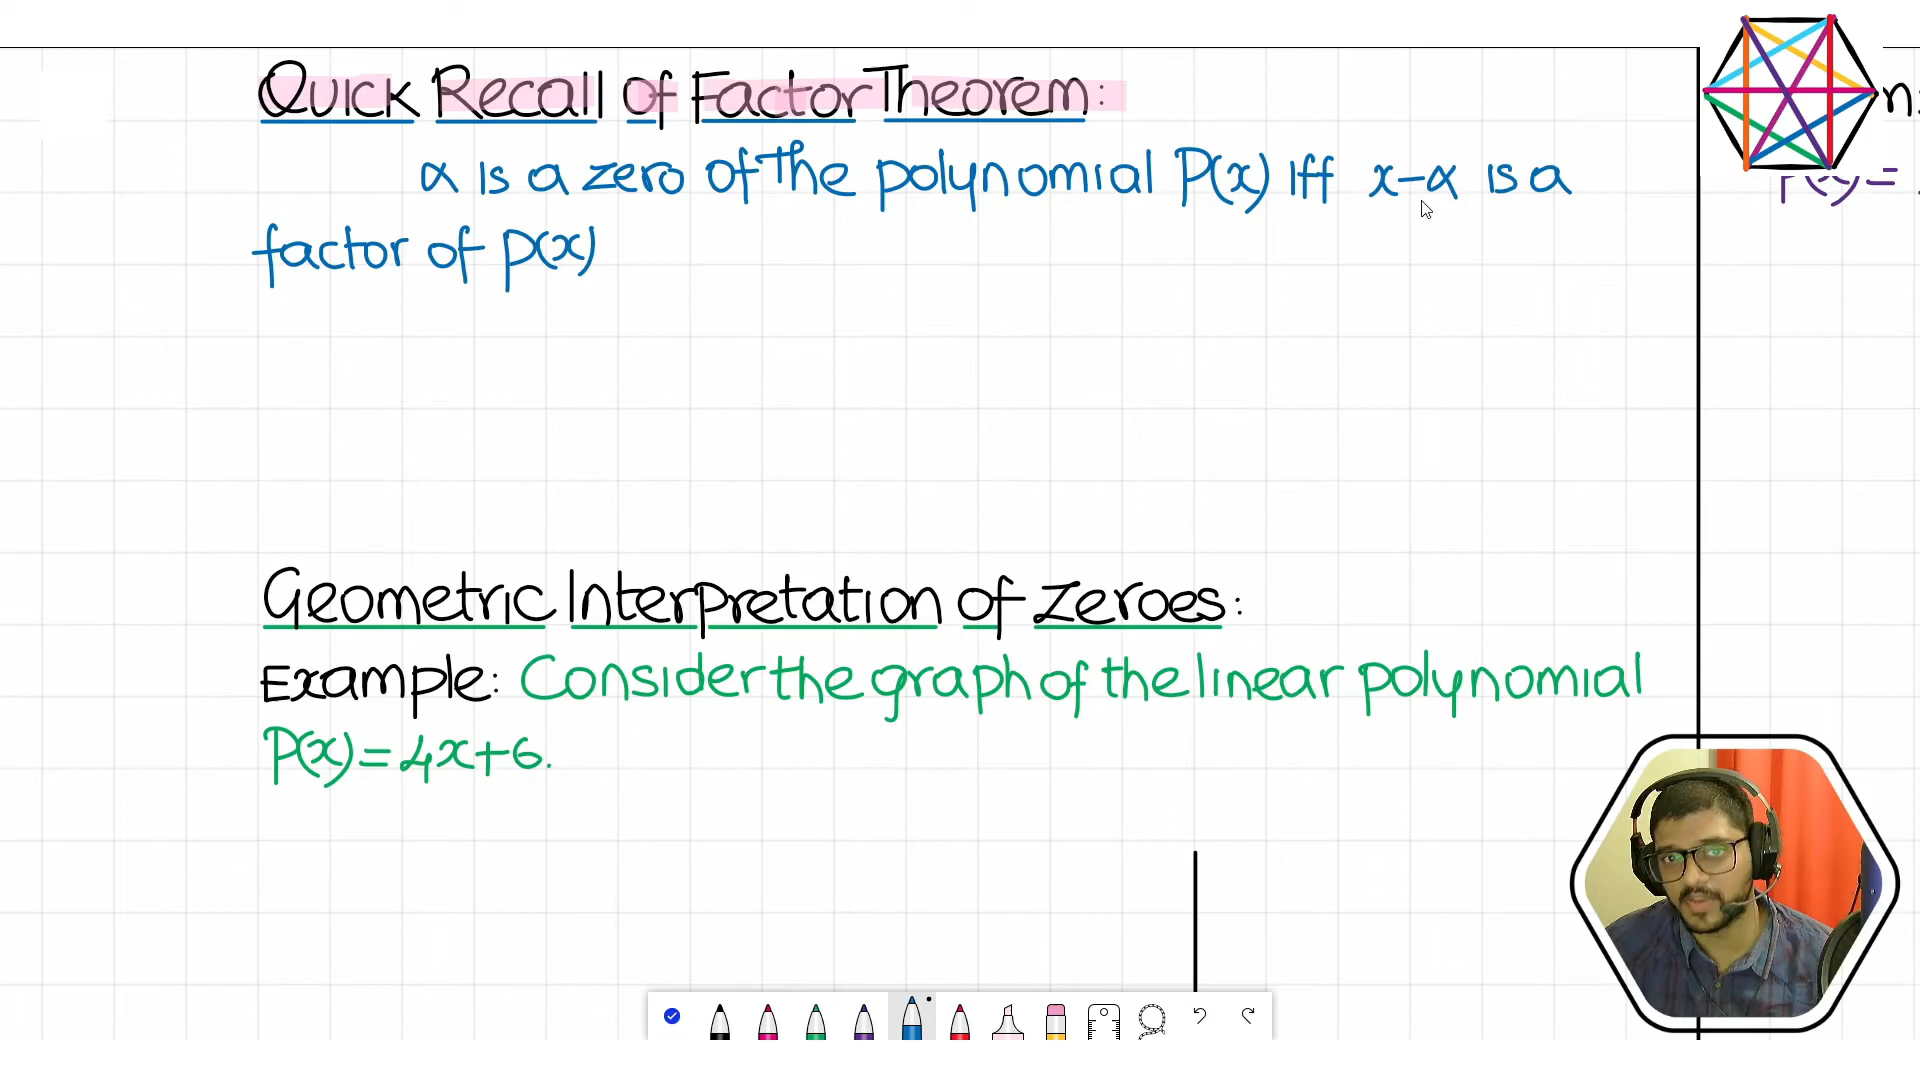 Quick Recall of Factor Theorem:
α is a zero of the polynomial P(x) iff x-α is a
factor of P(x)
Geometric Interpretation of zeroes:
Example: Consider the graph of the linear polynomial
P(x)=4x+6.